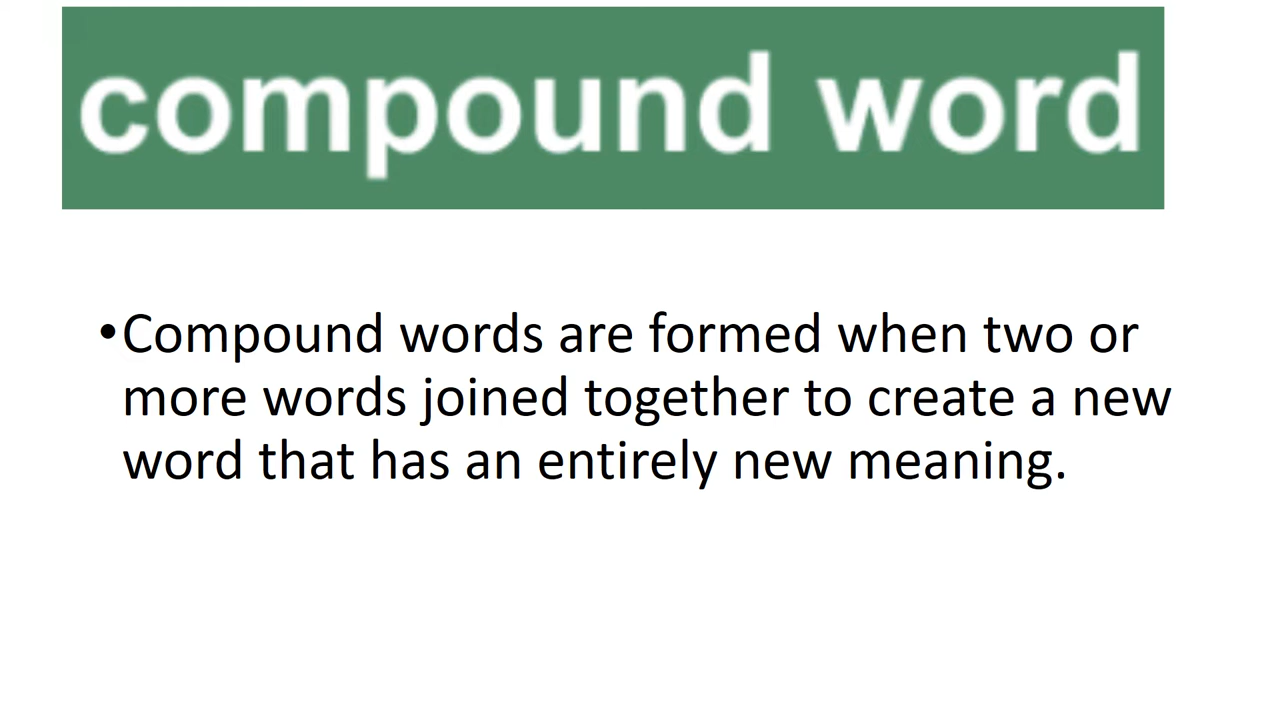 compound word
•Compound words are formed when two or
more words joined together to create a new
word that has an entirely new meaning.